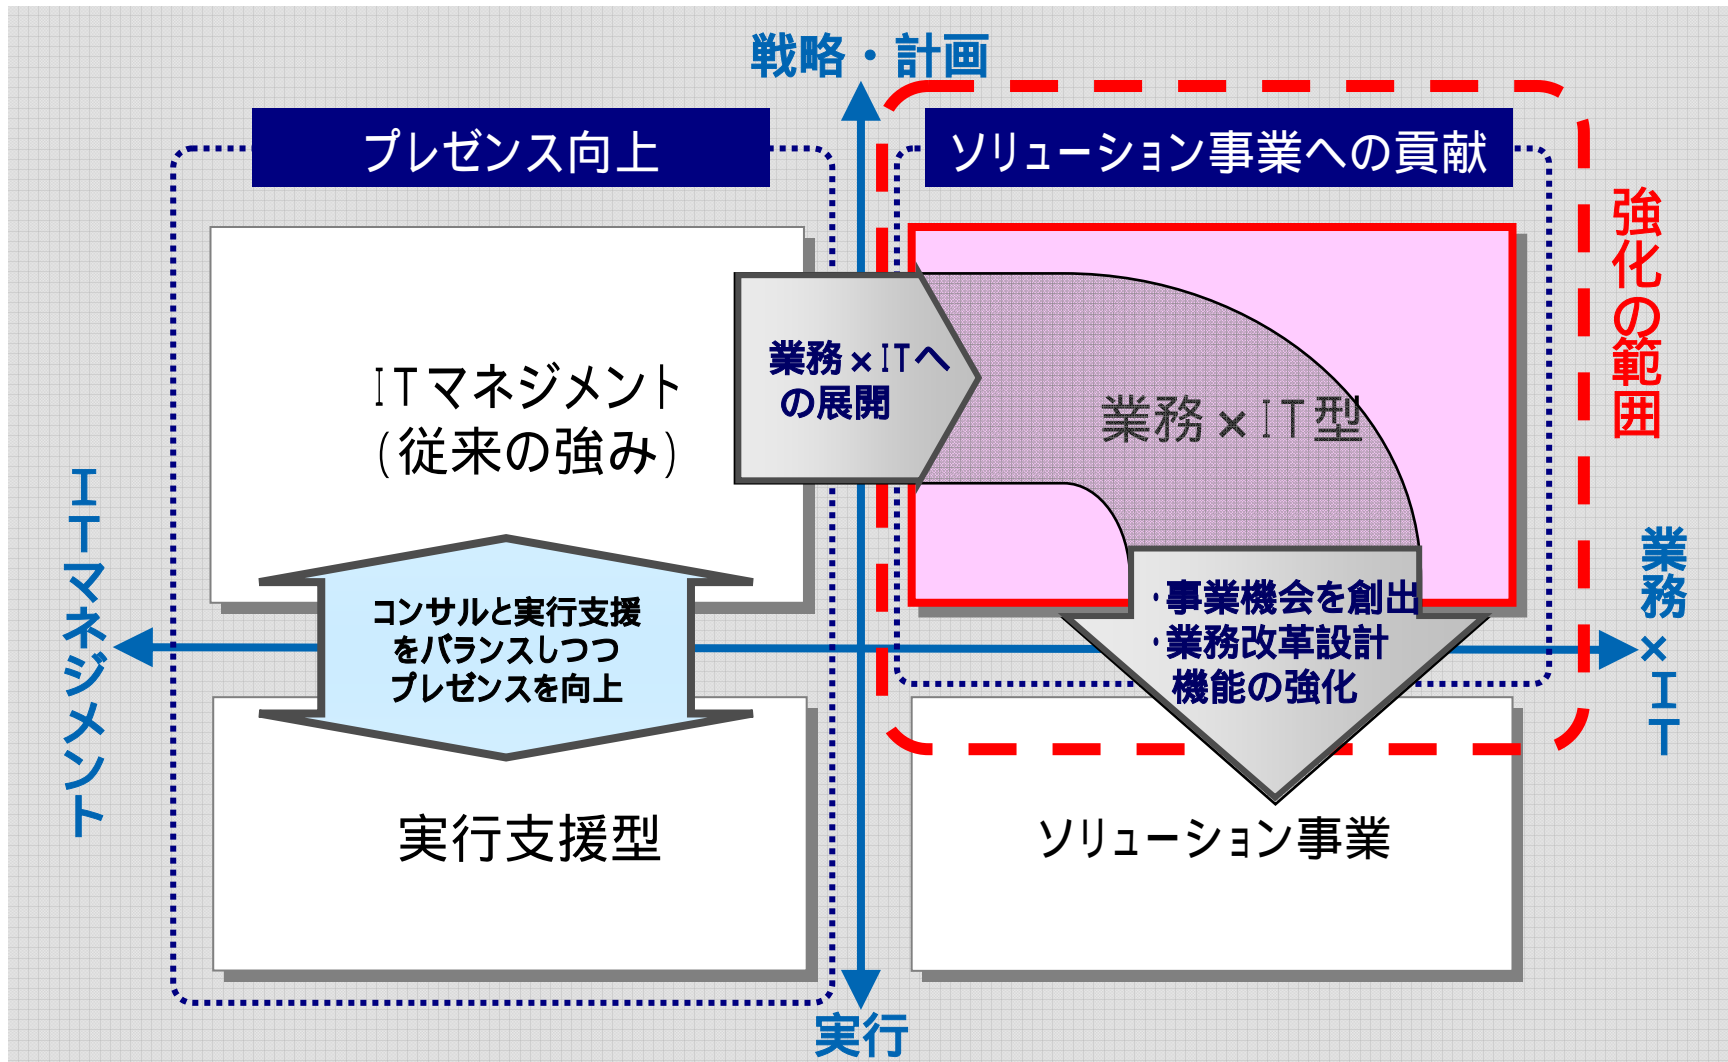 戦略・計画
プレゼンス向上
ソリューション事業への貢献
強化の範囲
業務×ITへ
の展開
ITマネジメント
(従来の強み)
業務×IT型
ITマネジメント
業務×IT
コンサルと実行支援
をバランスしつつ
プレゼンスを向上
・事業機会を創出
・業務改革設計
機能の強化
実行支援型
ソリューション事業
実行